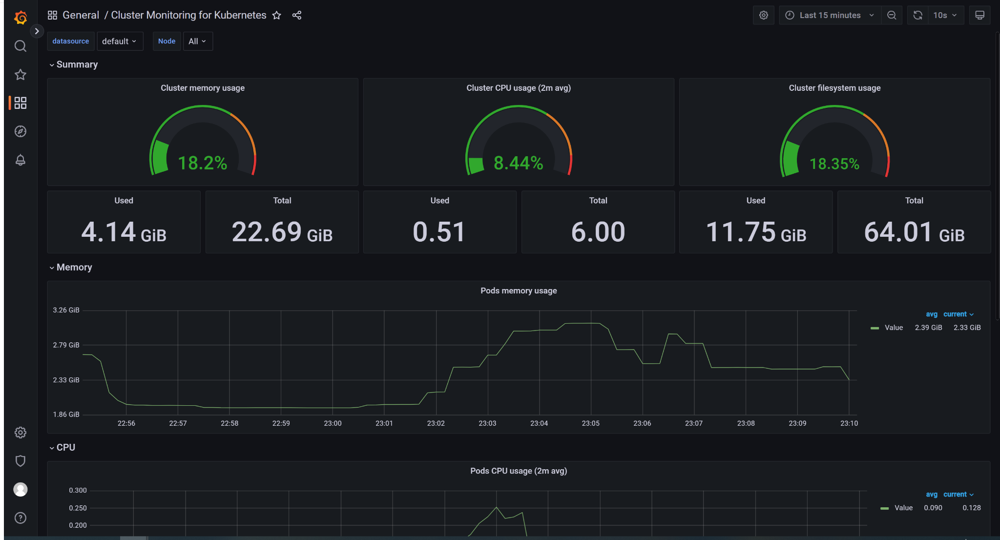 General / Cluster Monitoring for Kubernetes
Last 15 minutes
10s
datasource default Node All
Summary
Cluster memory usage
18.2%
Cluster CPU usage (2m avg)
8.44%
Cluster filesystem usage
18.35%
Used
4.14 GiB
Total
22.69 GiB
Used
0.51
Total
6.00
Used
11.75 GiB
Total
64.01 GiB
Memory
Pods memory usage
3.26 GiB
2.79 GiB
2.33 GiB
1.86 GiB
22:56 22:57 22:58 22:59 23:00 23:01 23:02 23:03 23:04 23:05 23:06 23:07 23:08 23:09 23:10
avg current
Value 2.39 GiB 2.33 GiB
CPU
Pods CPU usage (2m avg)
0.300
0.250
0.200
avg current
Value 0.090 0.128